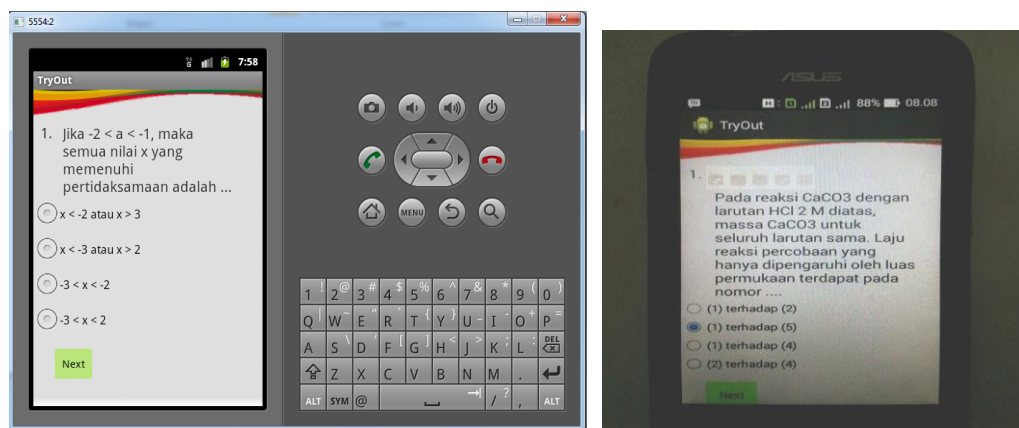 5554:2
7:58
TryOut
1. Jika -2 < a < -1, maka
semua nilai x yang
memenuhi
pertidaksamaan adalah ...
x < -2 atau x > 3
x < -3 atau x > 2
-3 < x < -2
-3 < x < 2
Next
MENU
1 ! 2 @ 3 # 4 $ 5 % 6 ^ 7 & 8 * 9 ( 0 )
Q | W ~ E " R ` T { Y } U _ I - O + P =
A S \ D ' F [ G ] H < J > K ; L : DEL
Z X C V B N M .
ALT SYM @ / ? , ALT
ASUS
88% 08.08
TryOut
1.
Pada reaksi CaCO3 dengan
larutan HCl 2 M diatas,
massa CaCO3 untuk
seluruh larutan sama. Laju
reaksi percobaan yang
hanya dipengaruhi oleh luas
permukaan terdapat pada
nomor ....
(1) terhadap (2)
(1) terhadap (5)
(1) terhadap (4)
(2) terhadap (4)
Next